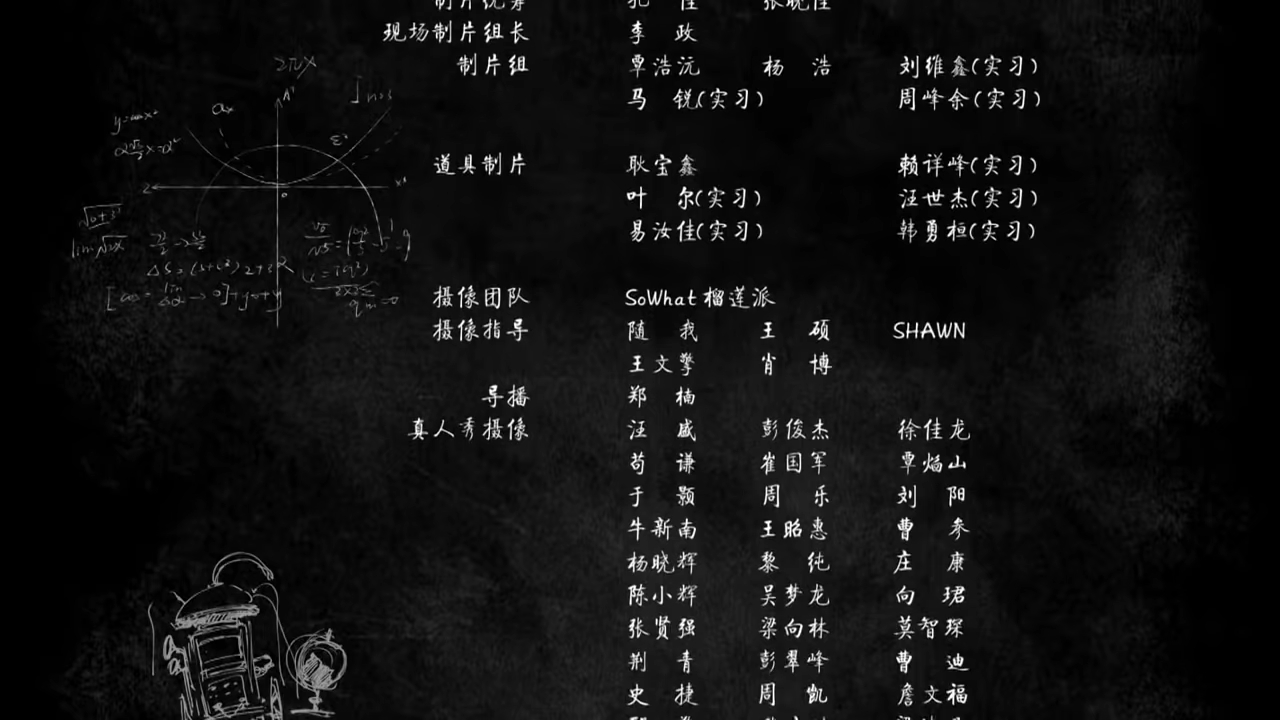 现场制片组长 李 政
制片组 覃浩沅 杨 浩 刘维鑫(实习)
马 锐(实习) 周峰余(实习)
道具制片 耿宝鑫 赖详峰(实习)
叶 尔(实习) 汪世杰(实习)
易汝佳(实习) 韩勇桓(实习)
摄像团队 SoWhat榴莲派
摄像指导 随 我 王 硕 SHAWN
王文擎 肖 博
导播 郑 楠
真人秀摄像 汪 盛 彭俊杰 徐佳龙
苟 谦 崔国军 覃焰山
于 颢 周 乐 刘 阳
牛新南 王昭惠 曹 参
杨晓辉 黎 纯 庄 康
陈小辉 吴梦龙 向 珺
张贤强 梁向林 莫智琛
荆 青 彭翠峰 曹 迪
史 捷 周 凯 詹文福